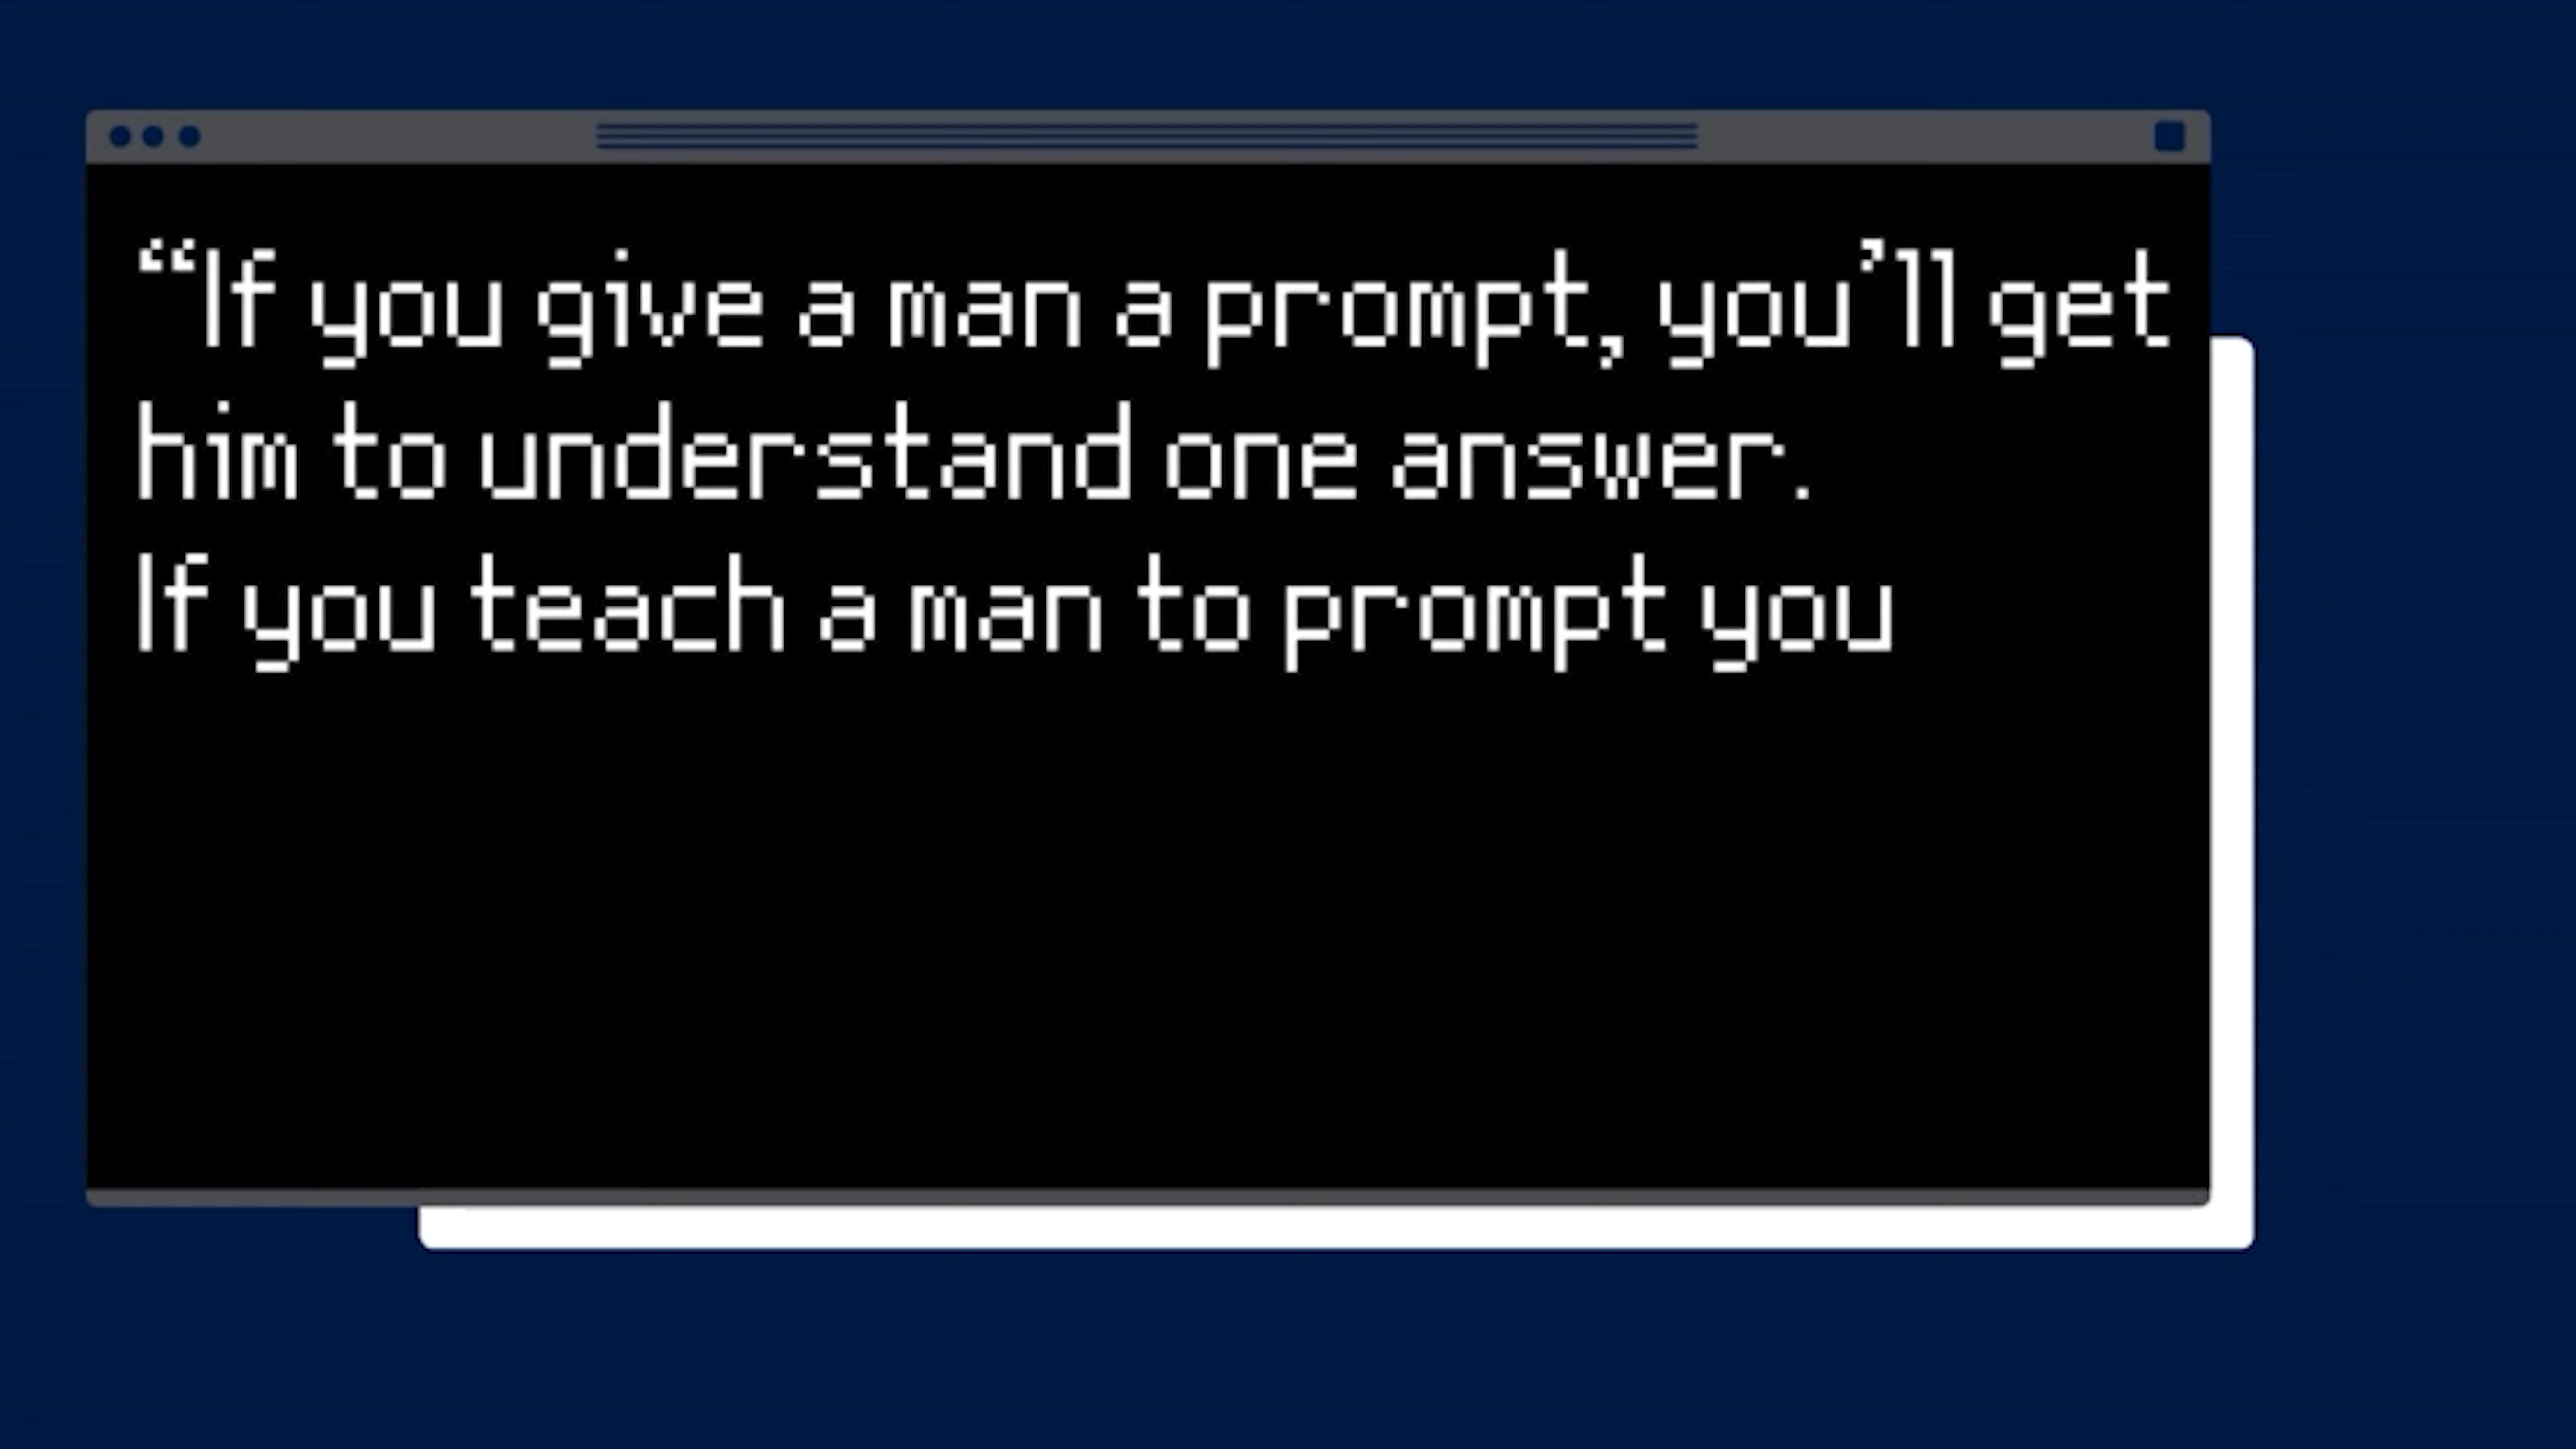 “If you give a man a prompt, you’ll get
him to understand one answer.
If you teach a man to prompt you